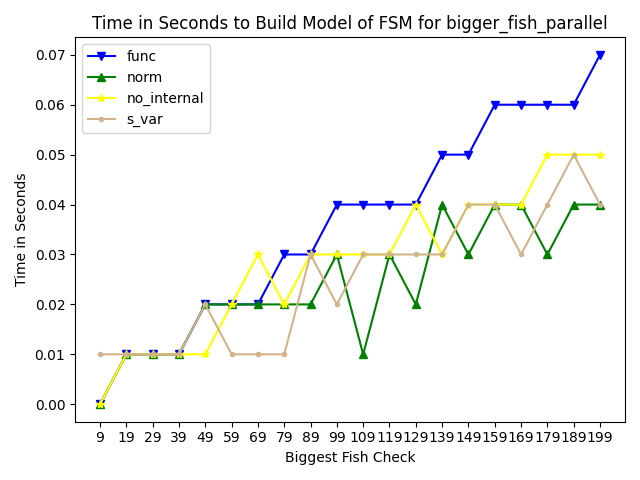 Time in Seconds to Build Model of FSM for bigger_fish_parallel
func
norm
no_internal
s_var
0.07
0.06
0.05
0.04
0.03
0.02
0.01
0.00
Time in Seconds
9 19 29 39 49 59 69 79 89 99 109 119 129 139 149 159 169 179 189 199
Biggest Fish Check